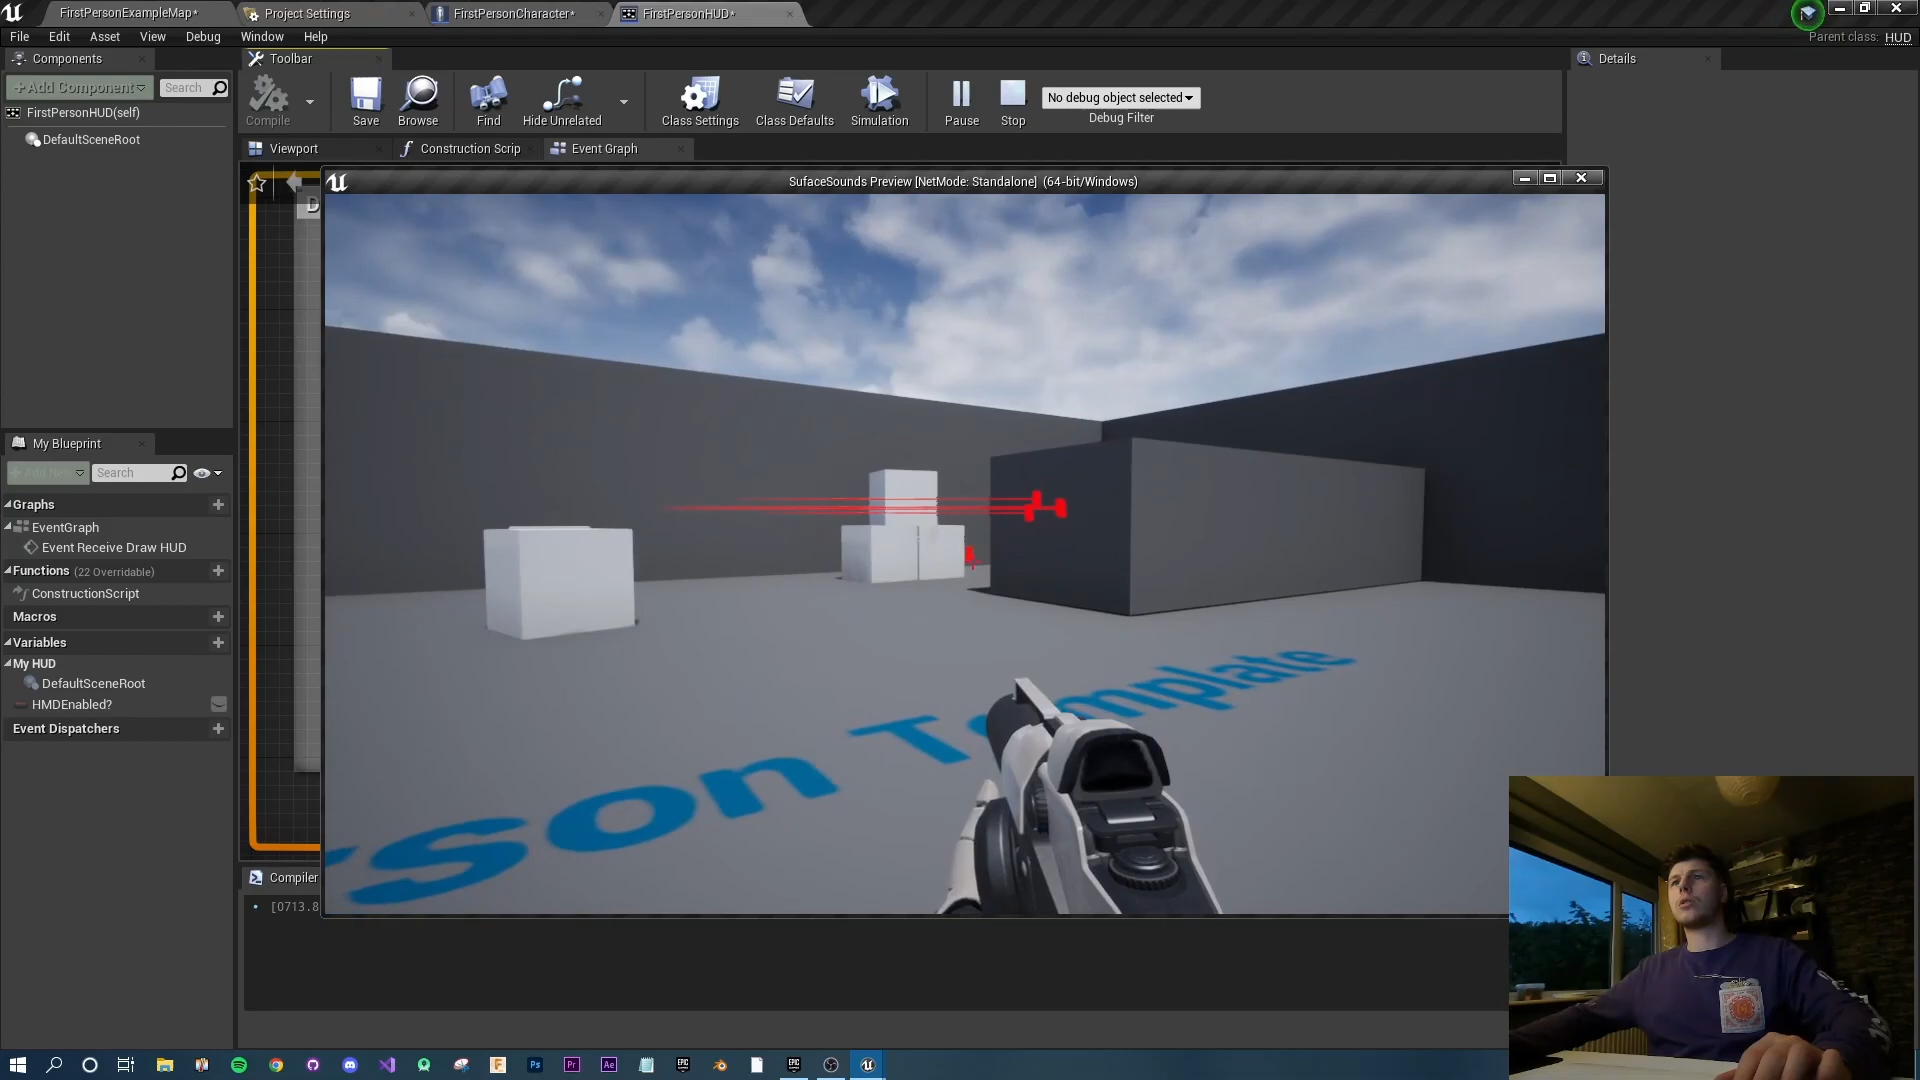 FirstPersonExampleMap*
Project Settings
FirstPersonCharacter*
FirstPersonHUD*
File
Edit
Asset
View
Debug
Window
Help
Parent class: HUD
Components
Toolbar
Details
+Add Component
Search
FirstPersonHUD(self)
DefaultSceneRoot
Compile
Save
Browse
Find
Hide Unrelated
Class Settings
Class Defaults
Simulation
Pause
Stop
No debug object selected
Debug Filter
Viewport
Construction Scrip
Event Graph
SufaceSounds Preview [NetMode: Standalone] (64-bit/Windows)
My Blueprint
Search
Graphs
EventGraph
Event Receive Draw HUD
Functions (22 Overridable)
ConstructionScript
Macros
Variables
My HUD
DefaultSceneRoot
HMDEnabled?
Event Dispatchers
rson Template
Compiler
[0713.8
Ps
Pr
Ae